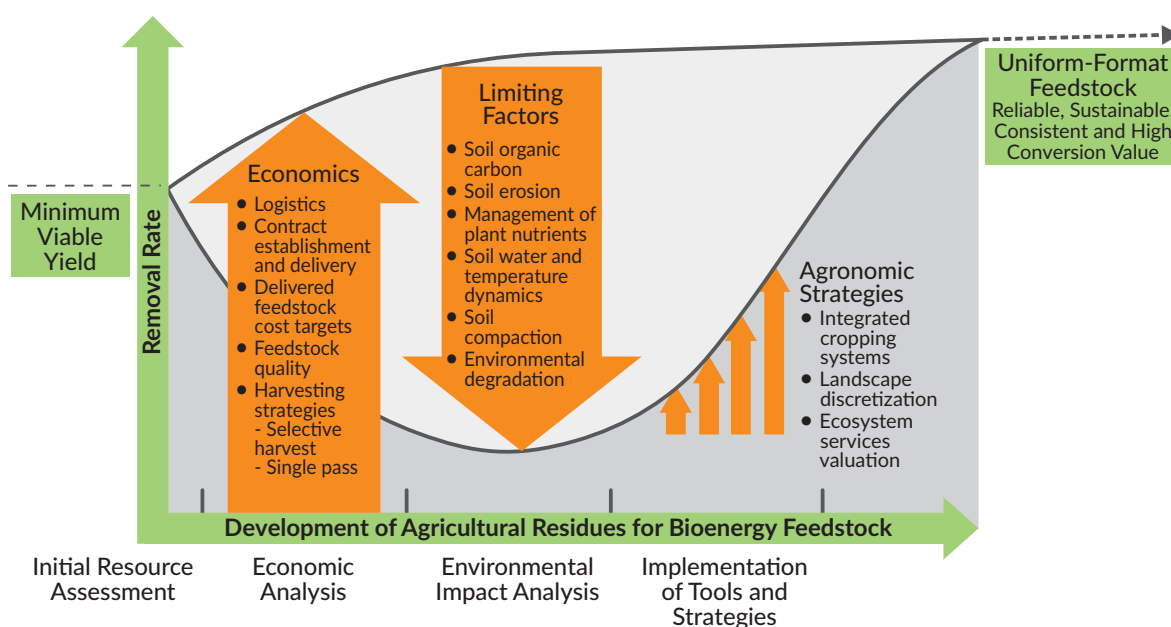 Minimum
Viable
Yield
Removal Rate
Economics
• Logistics
• Contract
establishment
and delivery
• Delivered
feedstock
cost targets
• Feedstock
quality
• Harvesting
strategies
- Selective
harvest
- Single pass
Limiting
Factors
• Soil organic
carbon
• Soil erosion
• Management of
plant nutrients
• Soil water and
temperature
dynamics
• Soil
compaction
• Environmental
degradation
Agronomic
Strategies
• Integrated
cropping
systems
• Landscape
discretization
• Ecosystem
services
valuation
Uniform-Format
Feedstock
Reliable, Sustainable,
Consistent and High
Conversion Value
Development of Agricultural Residues for Bioenergy Feedstock
Initial Resource
Assessment
Economic
Analysis
Environmental
Impact Analysis
Implementation
of Tools and
Strategies